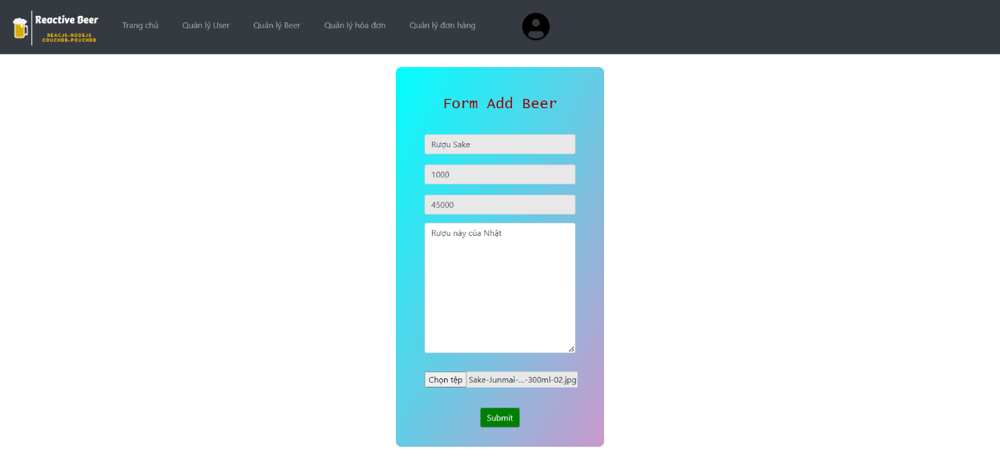 Reactive Beer
REACJS-NODEJS
COUCHDB-POUCHDB
Trang chủ
Quản lý User
Quản lý Beer
Quản lý hóa đơn
Quản lý đơn hàng
Form Add Beer
Rượu Sake
1000
45000
Rượu này của Nhật
Chọn tệp Sake-Junmai-...-300ml-02.jpg
Submit